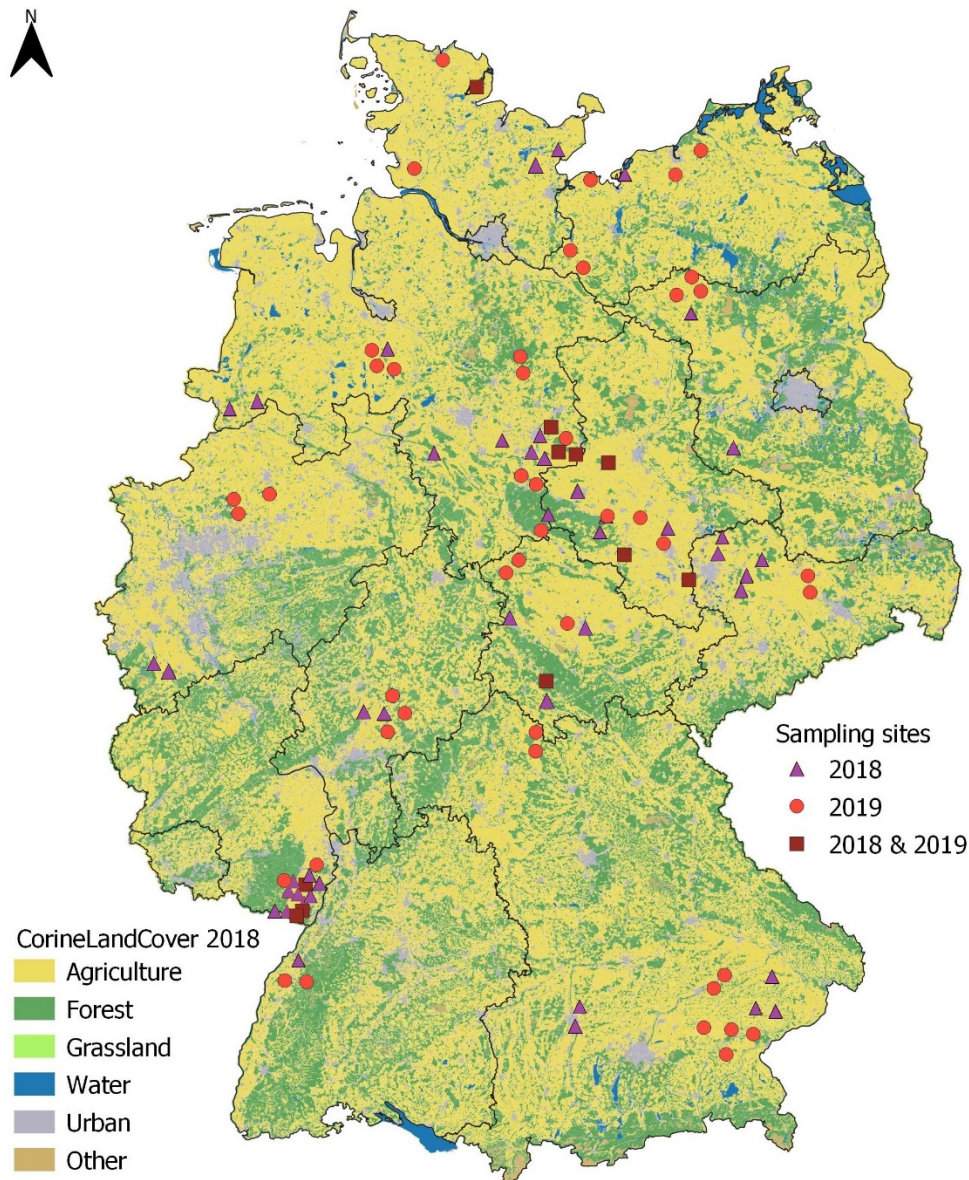 N
Sampling sites
2018
2019
2018 & 2019
CorineLandCover 2018
Agriculture
Forest
Grassland
Water
Urban
Other